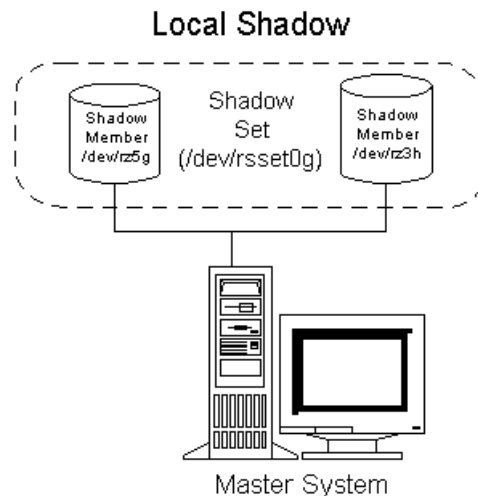 Local Shadow
Shadow
Member
/dev/rz5g
Shadow
Set
(/dev/rsset0g)
Shadow
Member
/dev/rz3h
Master System